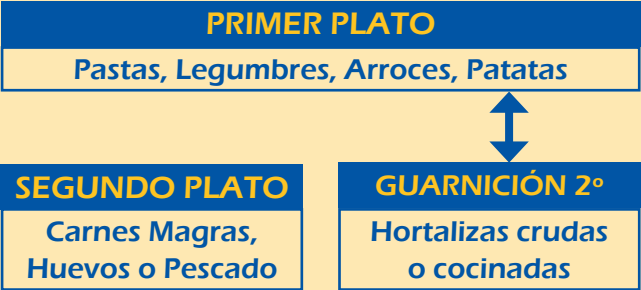 PRIMER PLATO
Pastas, Legumbres, Arroces, Patatas
SEGUNDO PLATO
Carnes Magras,
Huevos o Pescado
GUARNICIÓN 2º
Hortalizas crudas
o cocinadas